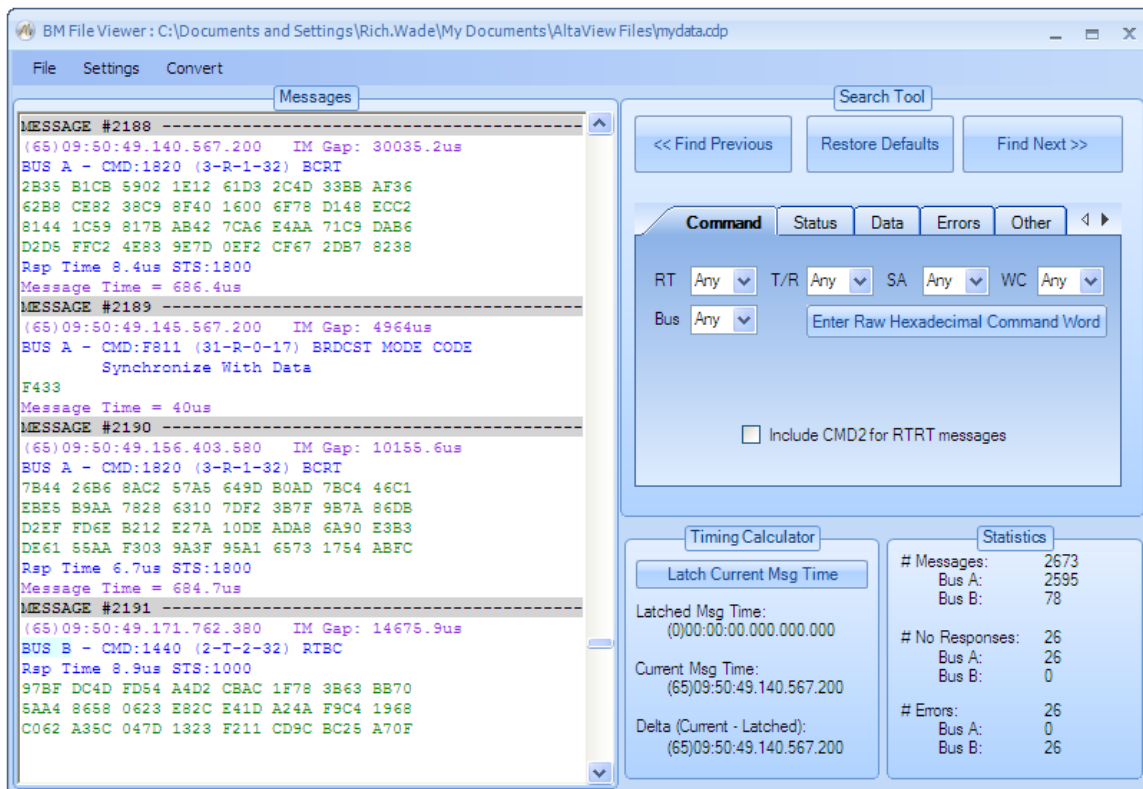 BM File Viewer : C:\Documents and Settings\Rich.Wade\My Documents\AltaView Files\mydata.cdp
File Settings Convert
Messages
MESSAGE #2188 ------------------------------------------
(65)09:50:49.140.567.200 IM Gap: 30035.2us
BUS A - CMD:1820 (3-R-1-32) BCRT
2B35 B1CB 5902 1E12 61D3 2C4D 33BB AF36
62B8 CE82 38C9 8F40 1600 6F78 D148 ECC2
8144 1C59 817B AB42 7CA6 E4AA 71C9 DAB6
D2D5 FFC2 4E83 9E7D 0EF2 CF67 2DB7 8238
Rsp Time 8.4us STS:1800
Message Time = 686.4us
MESSAGE #2189 ------------------------------------------
(65)09:50:49.145.567.200 IM Gap: 4964us
BUS A - CMD:F811 (31-R-0-17) BRDCST MODE CODE
Synchronize With Data
F433
Message Time = 40us
MESSAGE #2190 ------------------------------------------
(65)09:50:49.156.403.580 IM Gap: 10155.6us
BUS A - CMD:1820 (3-R-1-32) BCRT
7B44 26B6 8AC2 57A5 649D B0AD 7BC4 46C1
EBE5 B9AA 7828 6310 7DF2 3B7F 9B7A 86DB
D2EF FD6E B212 E27A 10DE ADA8 6A90 E3B3
DE61 55AA F303 9A3F 95A1 6573 1754 ABFC
Rsp Time 6.7us STS:1800
Message Time = 684.7us
MESSAGE #2191 ------------------------------------------
(65)09:50:49.171.762.380 IM Gap: 14675.9us
BUS B - CMD:1440 (2-T-2-32) RTBC
Rsp Time 8.9us STS:1000
97BF DC4D FD54 A4D2 CBAC 1F78 3B63 BB70
5AA4 8658 0623 E82C E41D A24A F9C4 1968
C062 A35C 047D 1323 F211 CD9C BC25 A70F
Search Tool
<< Find Previous Restore Defaults Find Next >>
Command Status Data Errors Other
RT Any T/R Any SA Any WC Any
Bus Any Enter Raw Hexadecimal Command Word
Include CMD2 for RTRT messages
Timing Calculator
Latch Current Msg Time
Latched Msg Time:
(0)00:00:00.000.000.000
Current Msg Time:
(65)09:50:49.140.567.200
Delta (Current - Latched):
(65)09:50:49.140.567.200
Statistics
# Messages: 2673
Bus A: 2595
Bus B: 78
# No Responses: 26
Bus A: 26
Bus B: 0
# Errors: 26
Bus A: 0
Bus B: 26